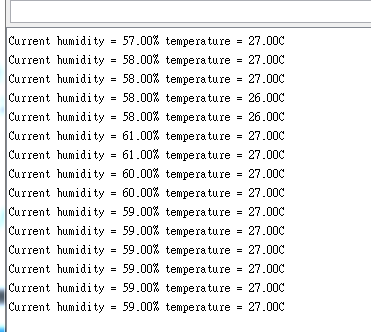 Current humidity = 57.00% temperature = 27.00C
Current humidity = 58.00% temperature = 27.00C
Current humidity = 58.00% temperature = 27.00C
Current humidity = 58.00% temperature = 26.00C
Current humidity = 58.00% temperature = 26.00C
Current humidity = 61.00% temperature = 27.00C
Current humidity = 61.00% temperature = 27.00C
Current humidity = 60.00% temperature = 27.00C
Current humidity = 60.00% temperature = 27.00C
Current humidity = 59.00% temperature = 27.00C
Current humidity = 59.00% temperature = 27.00C
Current humidity = 59.00% temperature = 27.00C
Current humidity = 59.00% temperature = 27.00C
Current humidity = 59.00% temperature = 27.00C
Current humidity = 59.00% temperature = 27.00C